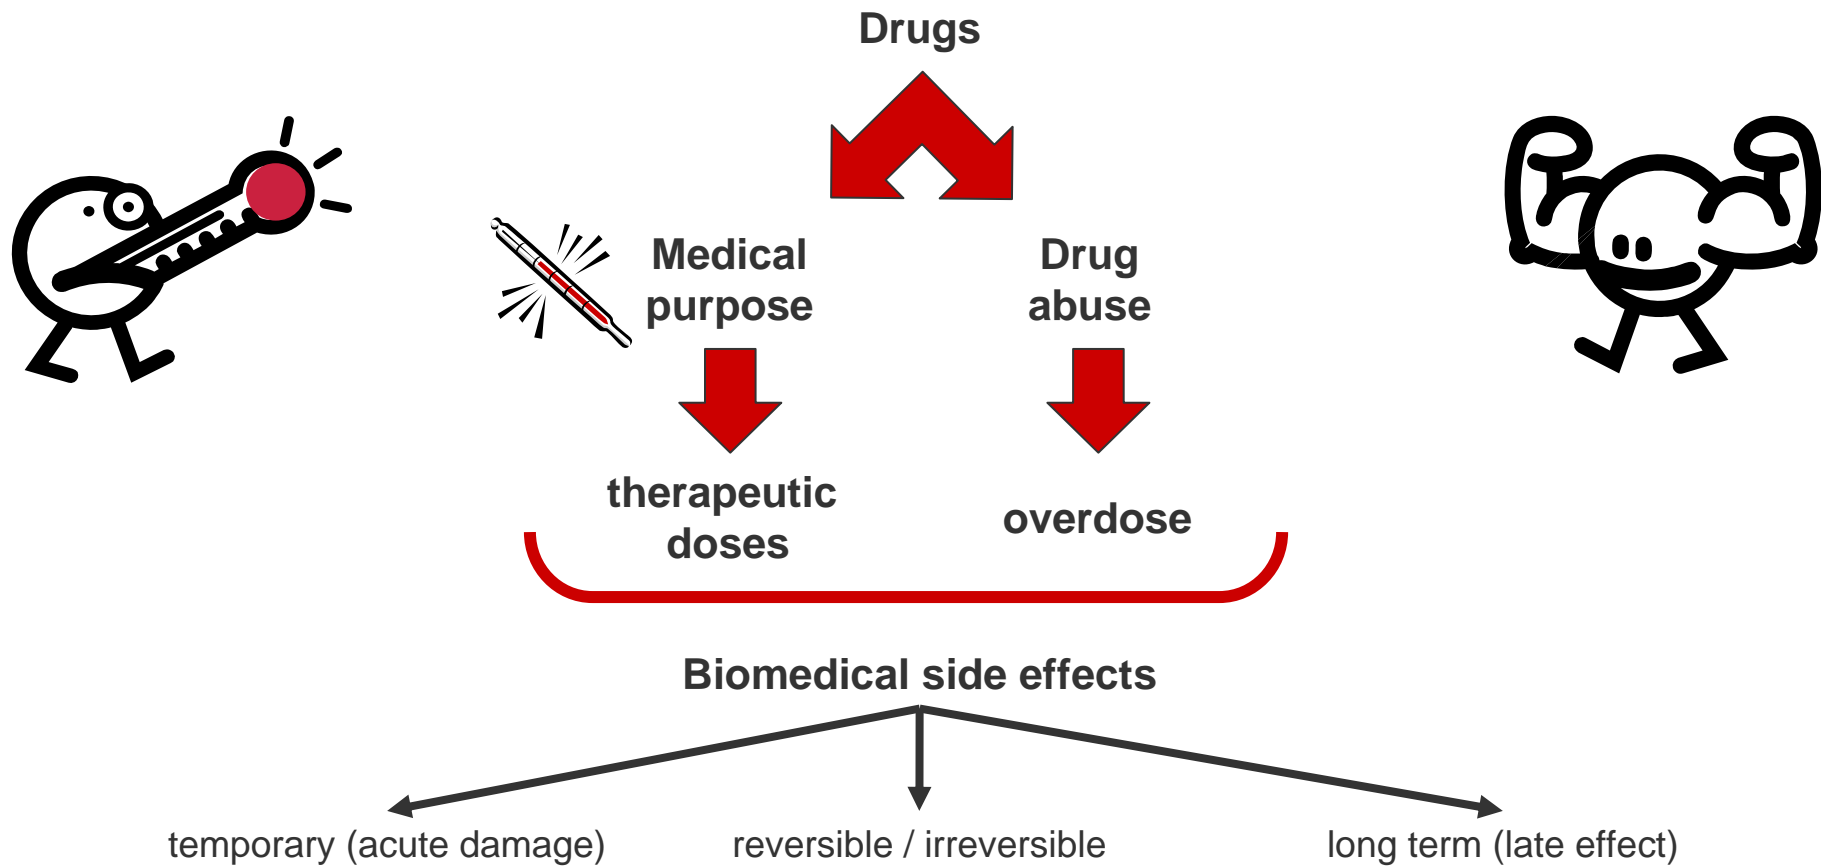 Drugs
Medical
purpose
Drug
abuse
therapeutic
doses
overdose
Biomedical side effects
temporary (acute damage)
reversible / irreversible
long term (late effect)